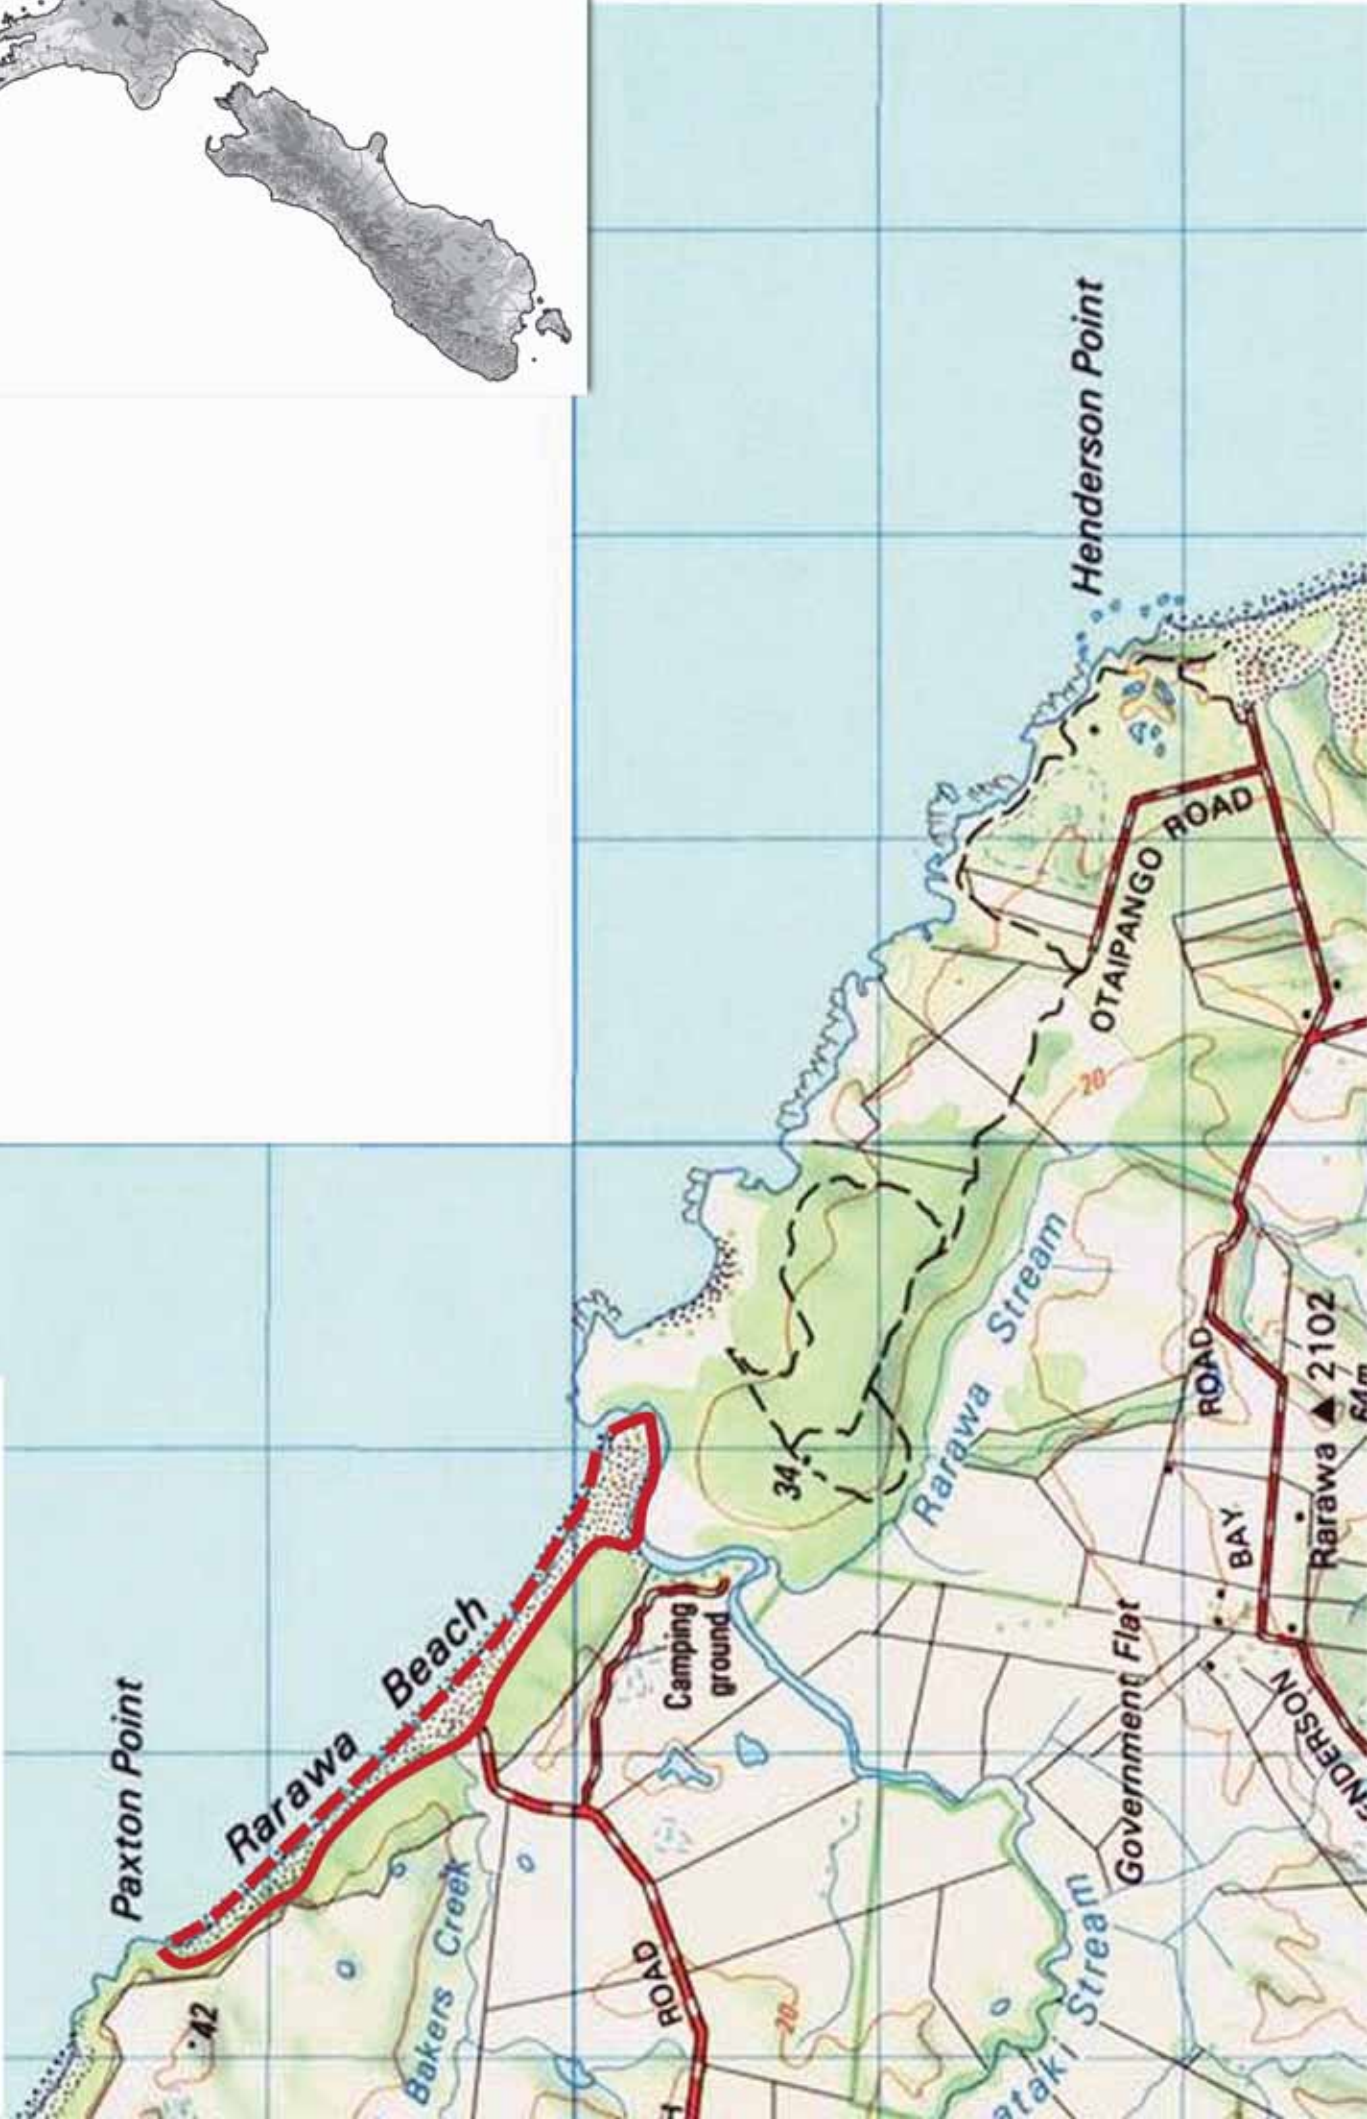 Henderson Point
OTAIPANGO ROAD
20
Rarawa Stream
34
ROAD
Rarawa ▲ 2102
64m
BAY
Rarawa Beach
Camping
ground
Paxton Point
Government Flat
Bakers Creek
ROAD
20
Stream
42